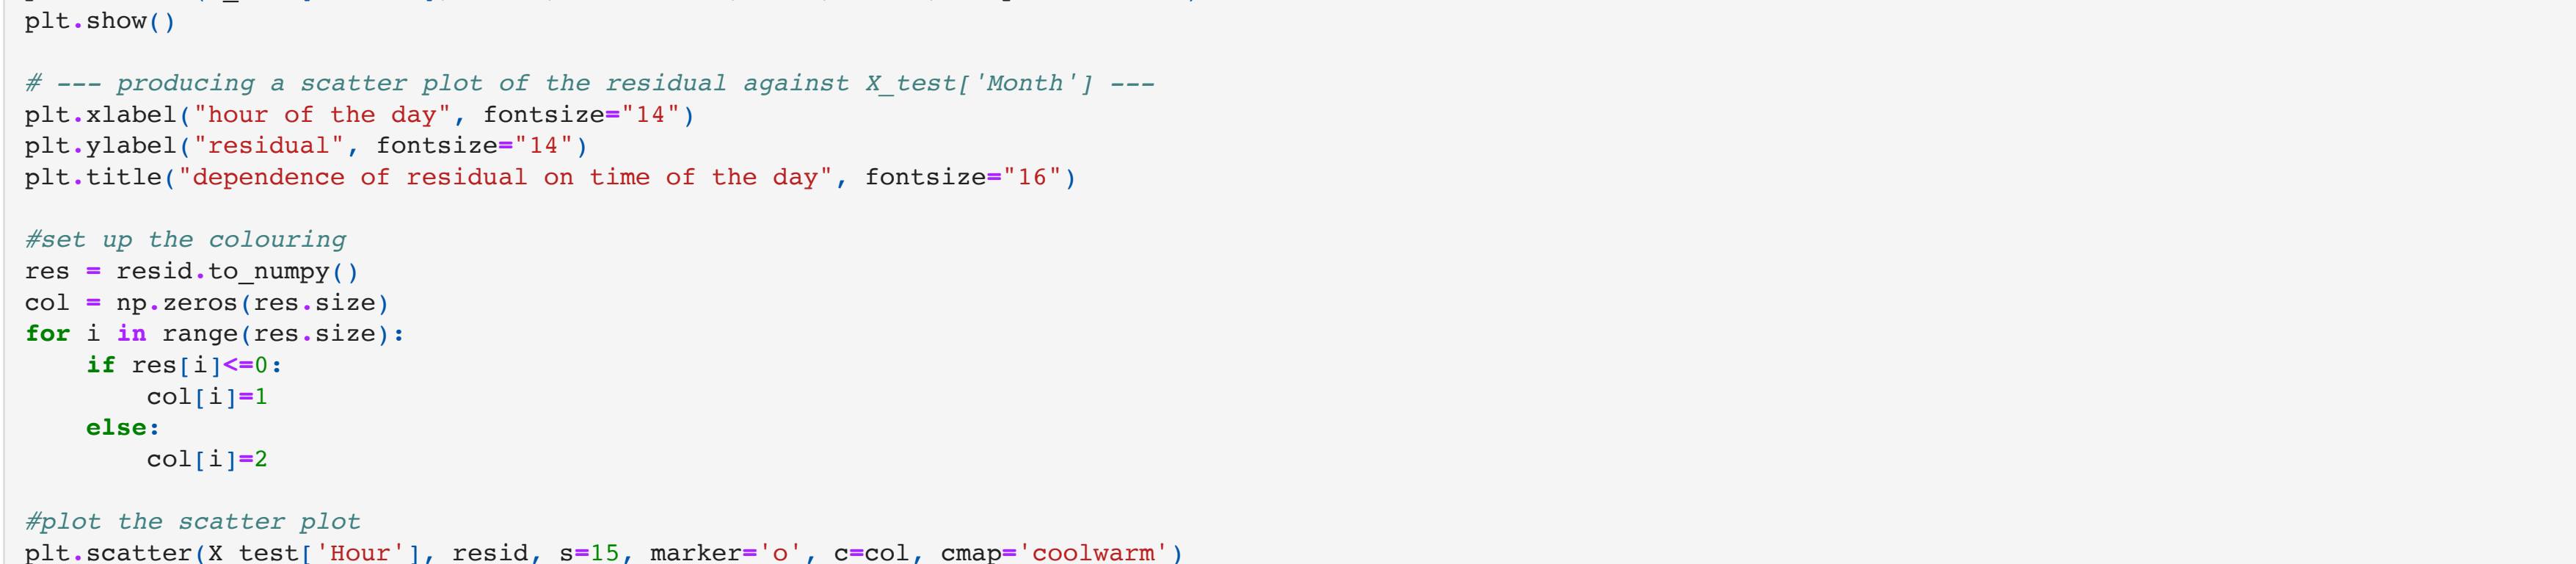 plt.show()
# --- producing a scatter plot of the residual against X_test['Month'] ---
plt.xlabel("hour of the day", fontsize="14")
plt.ylabel("residual", fontsize="14")
plt.title("dependence of residual on time of the day", fontsize="16")
#set up the colouring
res = resid.to_numpy()
col = np.zeros(res.size)
for i in range(res.size):
    if res[i]<=0:
        col[i]=1
    else:
        col[i]=2
#plot the scatter plot
plt.scatter(X_test['Hour'], resid, s=15, marker='o', c=col, cmap='coolwarm')